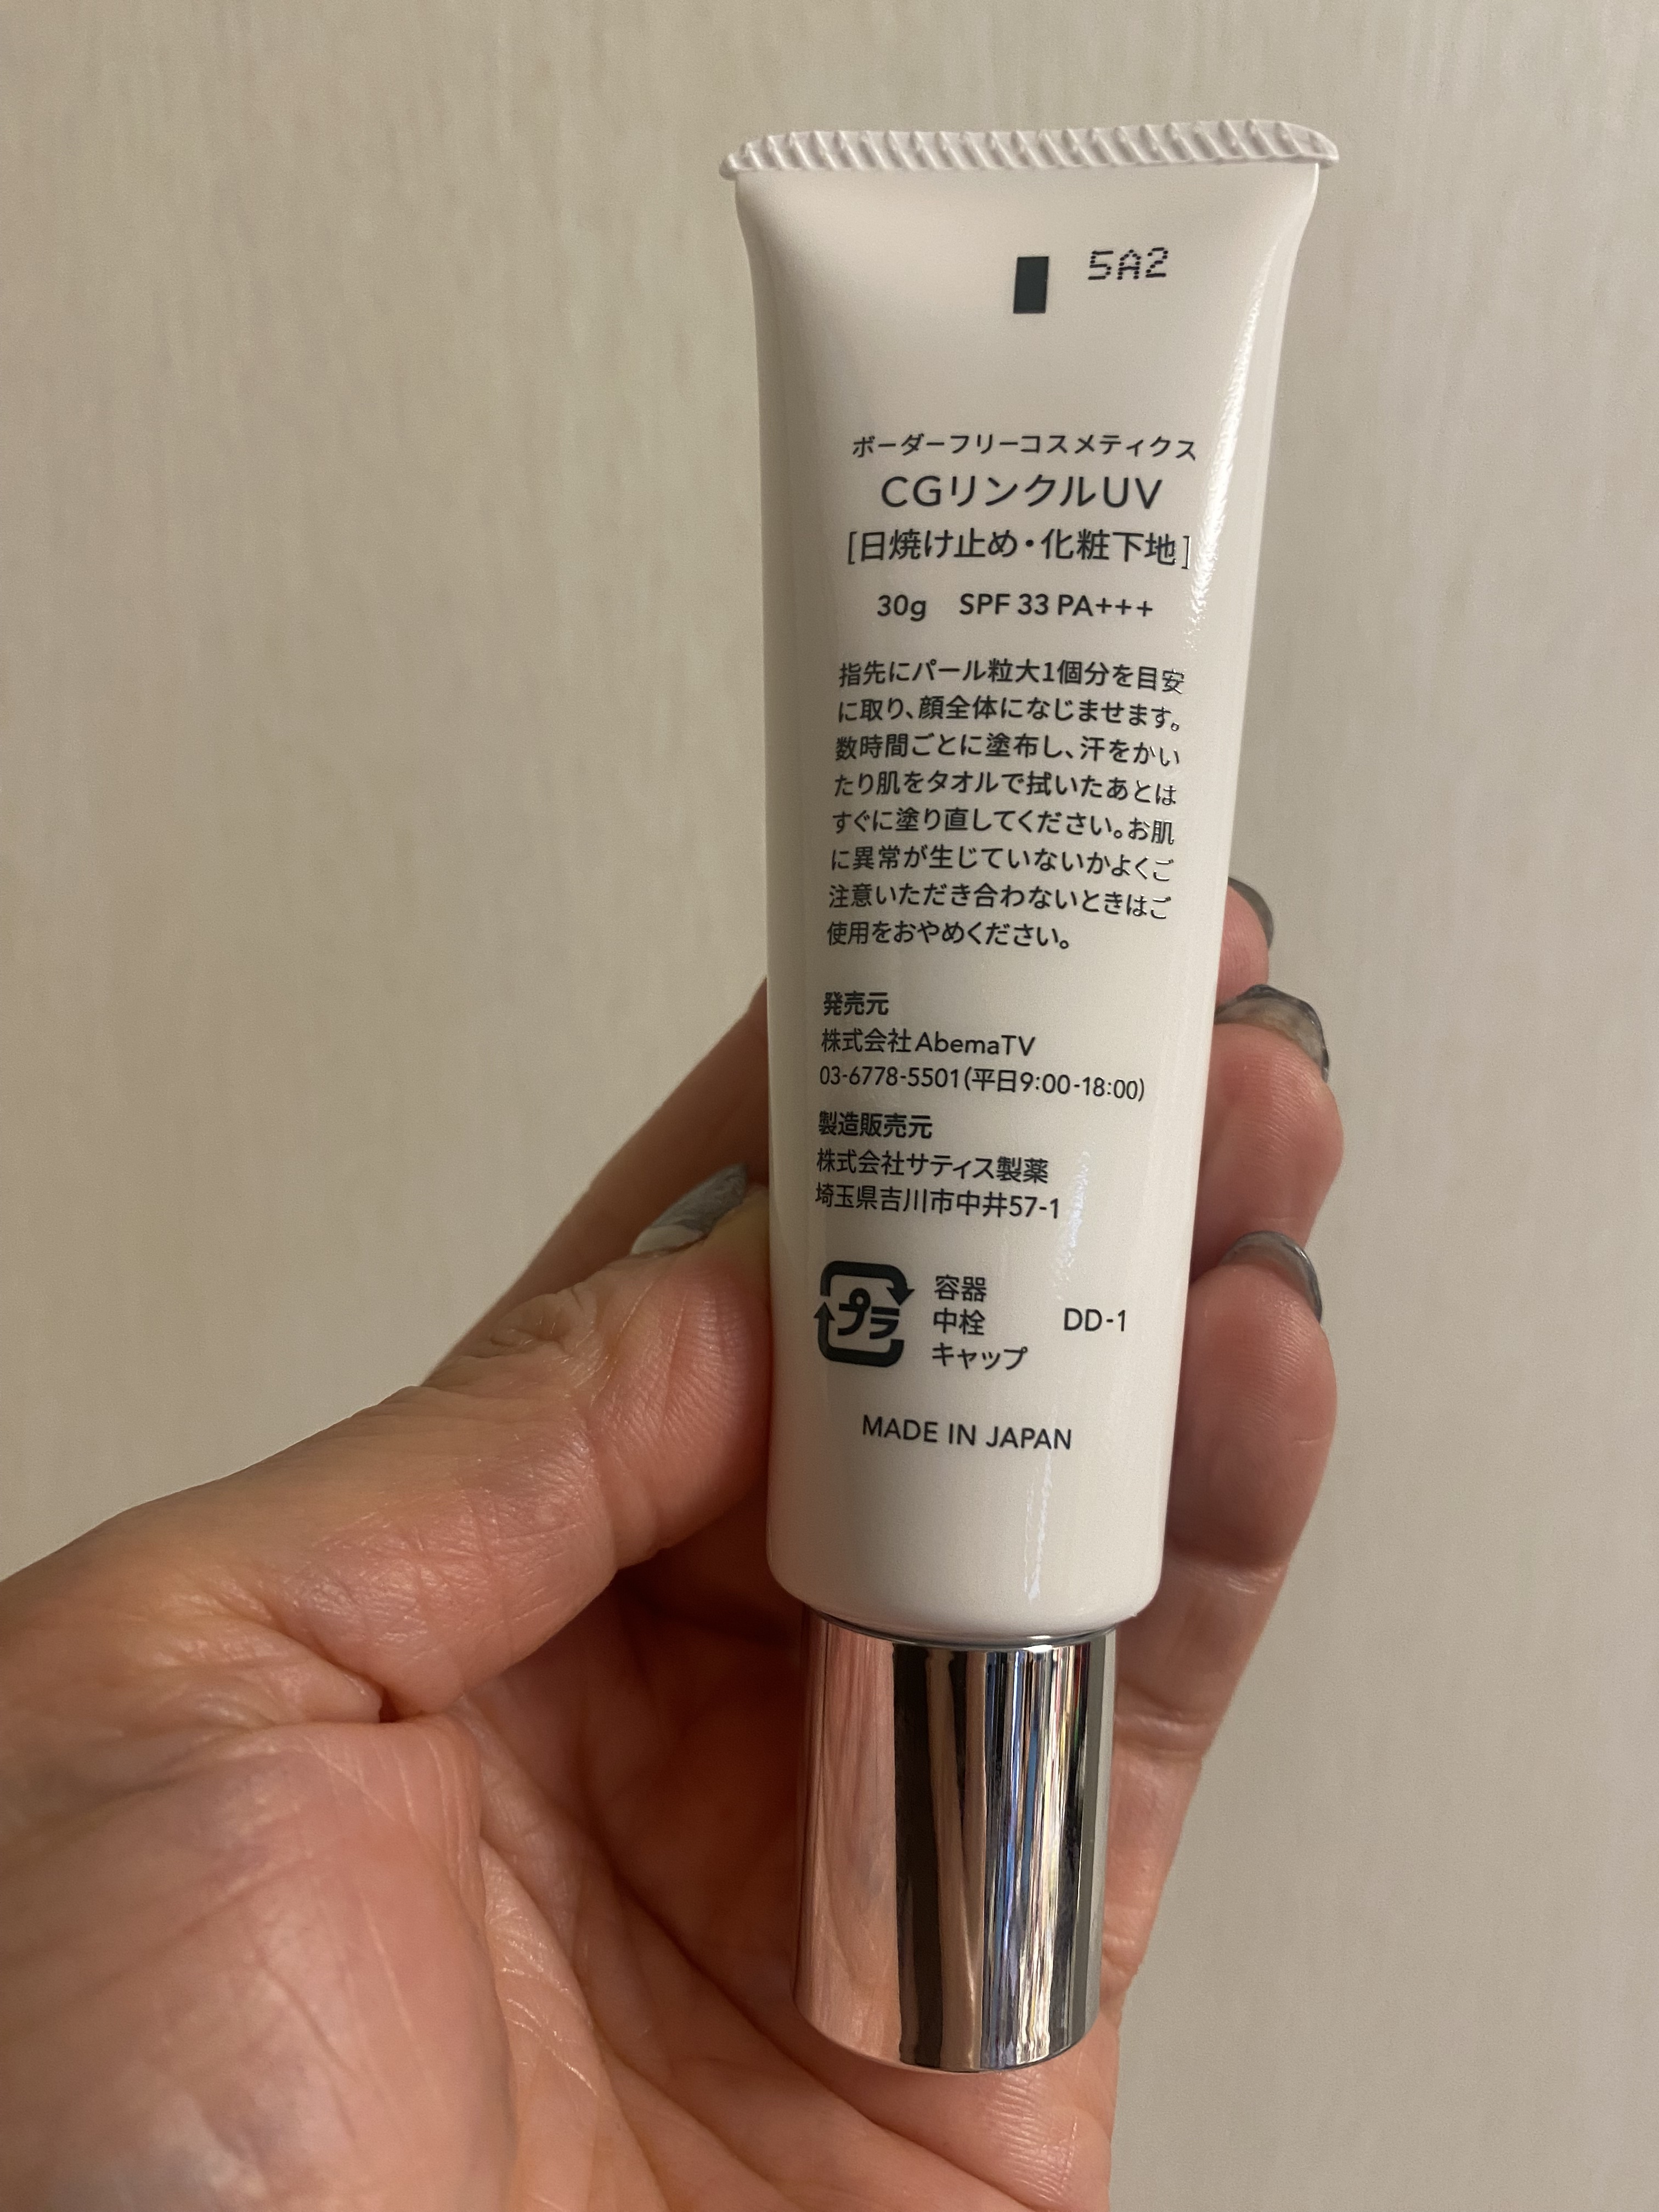 5A2
ボーダーフリーコスメティクス
CGリンクルUV
[日焼け止め・化粧下地]
30g SPF 33 PA+++
指先にパール粒大1個分を目安
に取り、顔全体になじませます。
数時間ごとに塗布し、汗をかい
たり肌をタオルで拭いたあとは
すぐに塗り直してください。お肌
に異常が生じていないかよくご
注意いただき合わないときはご
使用をおやめください。
発売元
株式会社AbemaTV
03-6778-5501(平日9:00-18:00)
製造販売元
株式会社サティス製薬
埼玉県吉川市中井57-1
プラ
容器
中栓 DD-1
キャップ
MADE IN JAPAN